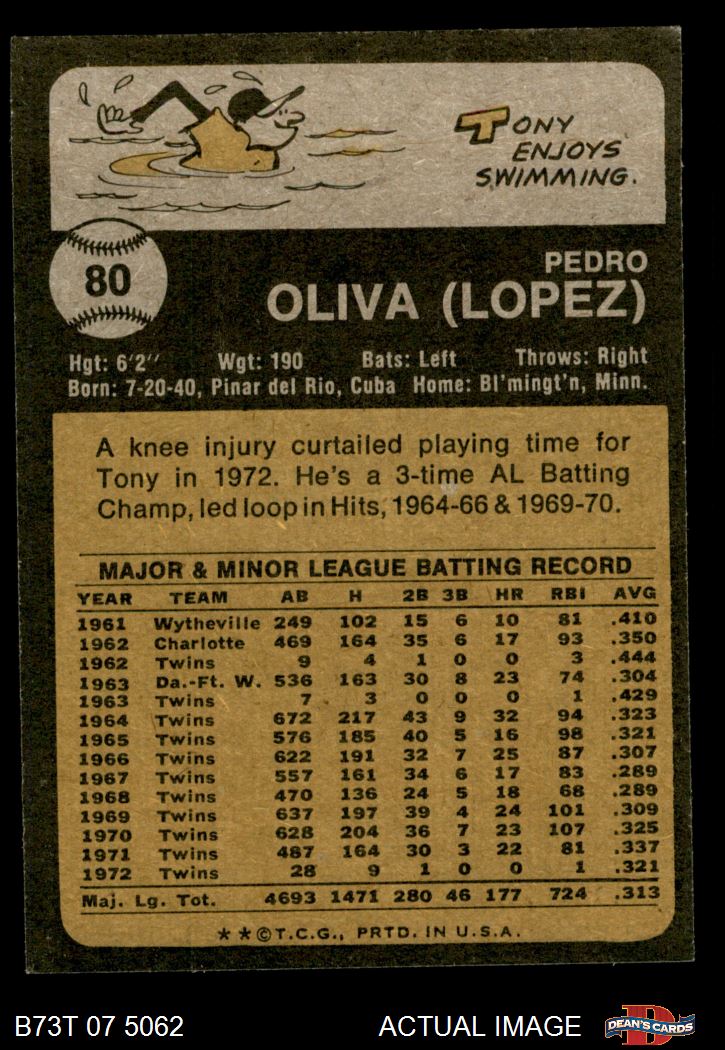 TONY
ENJOYS
SWIMMING.
80
PEDRO
OLIVA (LOPEZ)
Hgt: 6'2" Wgt: 190 Bats: Left Throws: Right
Born: 7-20-40, Pinar del Rio, Cuba Home: Bl'mingt'n, Minn.
A knee injury curtailed playing time for
Tony in 1972. He's a 3-time AL Batting
Champ, led loop in Hits, 1964-66 & 1969-70.
MAJOR & MINOR LEAGUE BATTING RECORD
YEAR TEAM AB H 2B 3B HR RBI AVG
1961 Wytheville 249 102 15 6 10 81 .410
1962 Charlotte 469 164 35 6 17 93 .350
1962 Twins 9 4 1 0 0 3 .444
1963 Da.-Ft. W. 536 163 30 8 23 74 .304
1963 Twins 7 3 0 0 0 1 .429
1964 Twins 672 217 43 9 32 94 .323
1965 Twins 576 185 40 5 16 98 .321
1966 Twins 622 191 32 7 25 87 .307
1967 Twins 557 161 34 6 17 83 .289
1968 Twins 470 136 24 5 18 68 .289
1969 Twins 637 197 39 4 24 101 .309
1970 Twins 628 204 36 7 23 107 .325
1971 Twins 487 164 30 3 22 81 .337
1972 Twins 28 9 1 0 0 1 .321
Maj. Lg. Tot. 4693 1471 280 46 177 724 .313
★ ★ © T.C.G., PRTD. IN U.S.A.
B73T 07 5062 ACTUAL IMAGE DEAN'S CARDS